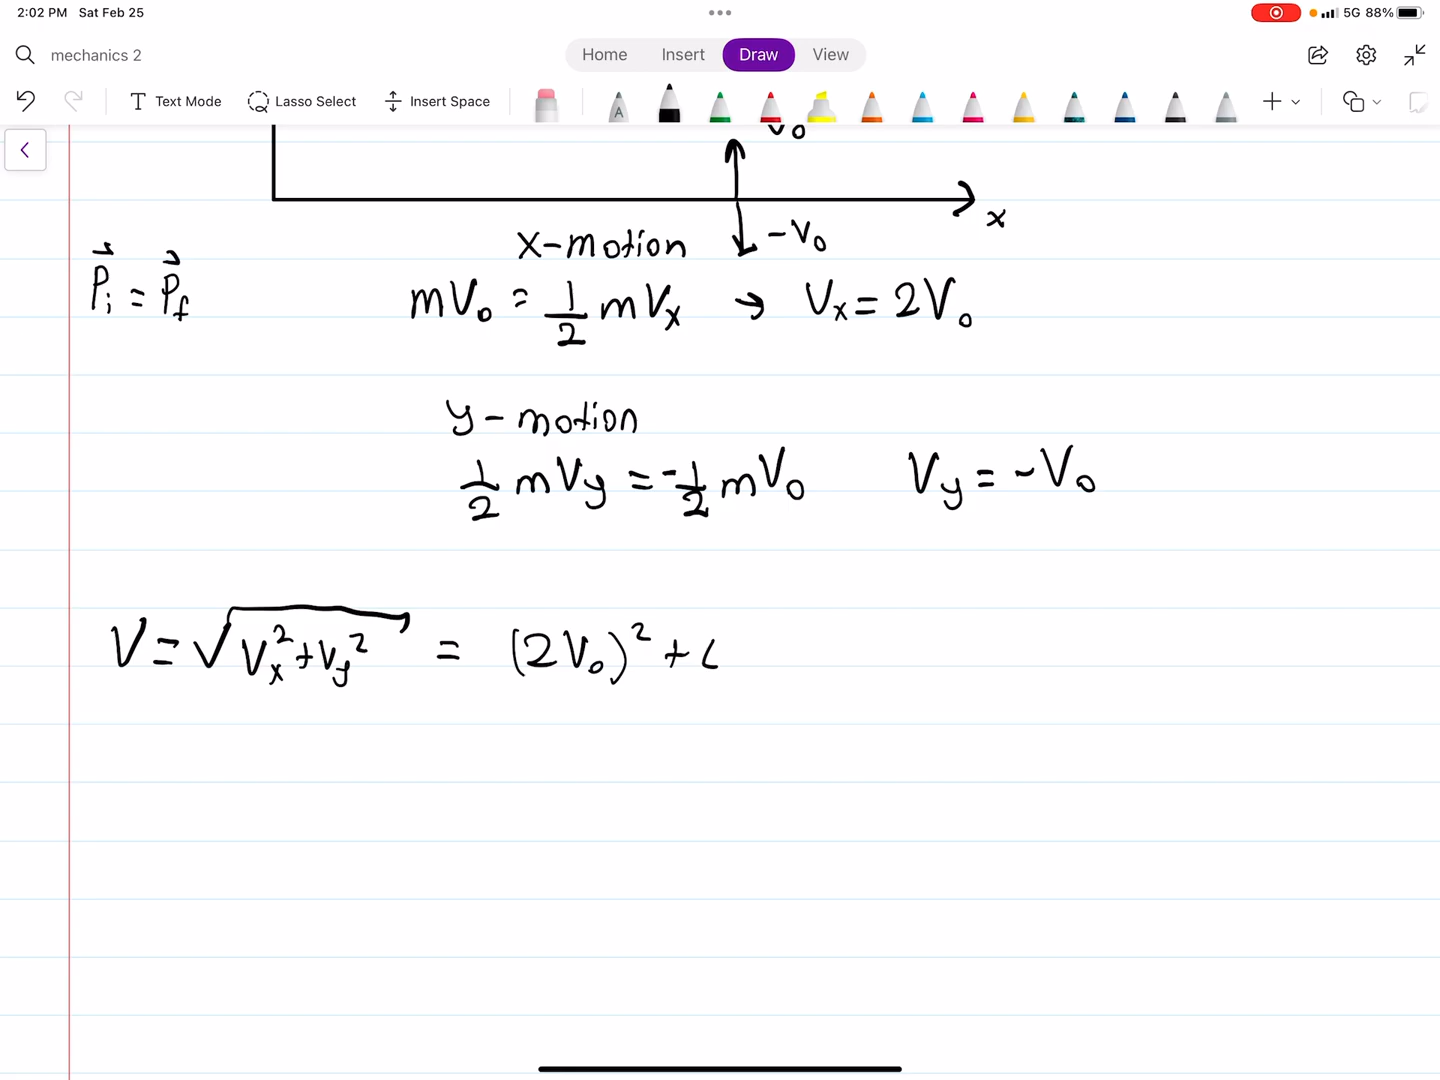 2:02 PM Sat Feb 25
5G 88%
mechanics 2
Home Insert Draw View
Text Mode Lasso Select Insert Space
A
V₀
x
-V₀
x-motion
P⃗ᵢ = P⃗f
mV₀ = 1/2 mVₓ → Vₓ = 2V₀
y-motion
1/2 mVy = -1/2 mV₀ Vy = -V₀
V = √(Vₓ² + Vy²) = (2V₀)² + (